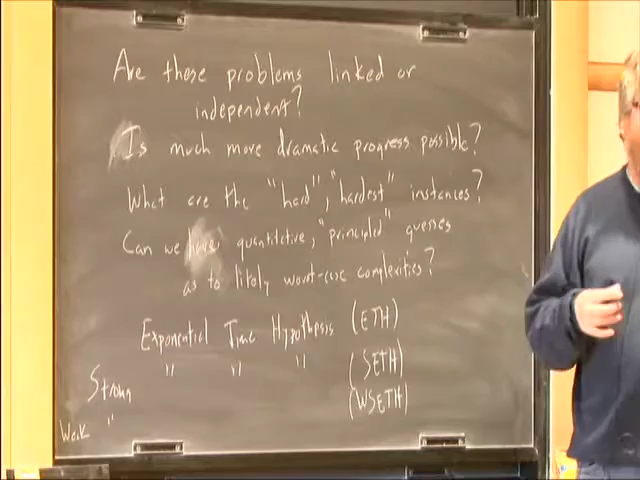 Are these problems linked or
independent?
Is much more dramatic progress possible?
What are the "hard", "hardest" instances?
Can we have quantitative, "principled" guesses
as to likely worst-case complexities?
Exponential Time Hypothesis (ETH)
Strong " " " (SETH)
Weak " (WSETH)